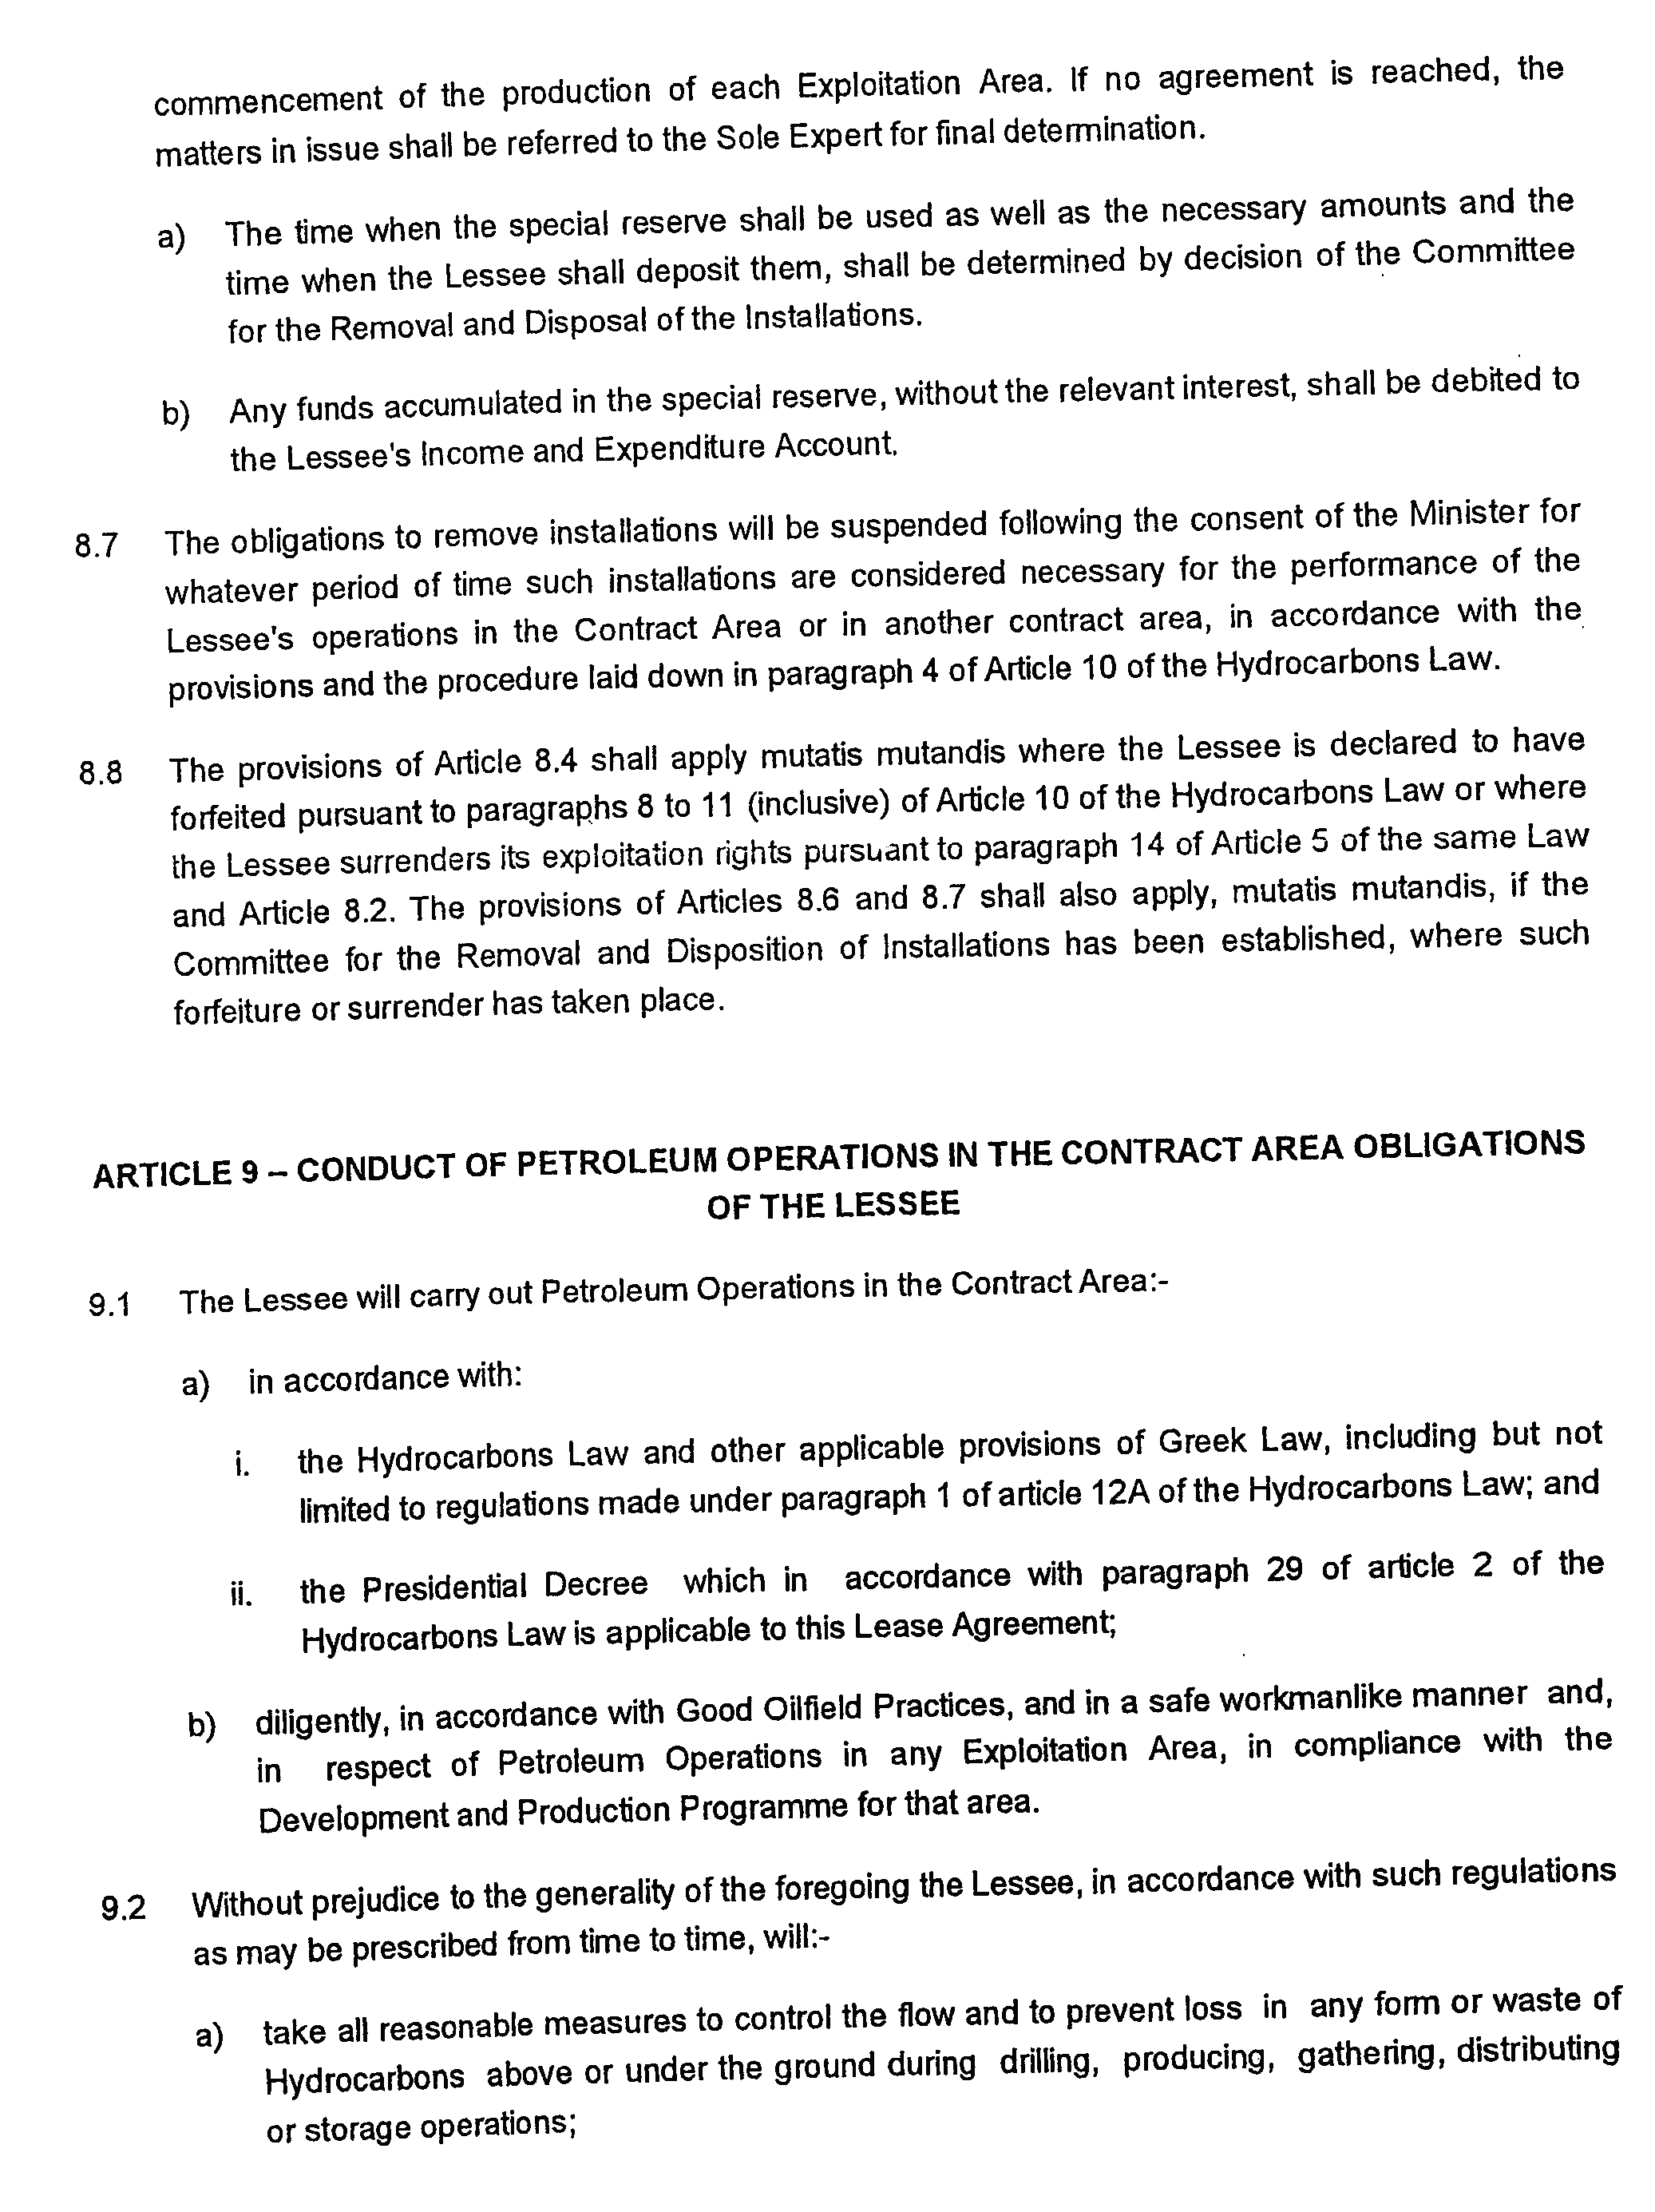 commencement of the production of each Exploitation Area. If no agreement is reached, the
matters in issue shall be referred to the Sole Expert for final determination.
a) The time when the special reserve shall be used as well as the necessary amounts and the
time when the Lessee shall deposit them, shall be determined by decision of the Committee
for the Removal and Disposal of the Installations.
b) Any funds accumulated in the special reserve, without the relevant interest, shall be debited to
the Lessee's Income and Expenditure Account.
8.7 The obligations to remove installations will be suspended following the consent of the Minister for
whatever period of time such installations are considered necessary for the performance of the
Lessee's operations in the Contract Area or in another contract area, in accordance with the
provisions and the procedure laid down in paragraph 4 of Article 10 of the Hydrocarbons Law.
8.8 The provisions of Article 8.4 shall apply mutatis mutandis where the Lessee is declared to have
forfeited pursuant to paragraphs 8 to 11 (inclusive) of Article 10 of the Hydrocarbons Law or where
the Lessee surrenders its exploitation rights pursuant to paragraph 14 of Article 5 of the same Law
and Article 8.2. The provisions of Articles 8.6 and 8.7 shall also apply, mutatis mutandis, if the
Committee for the Removal and Disposition of Installations has been established, where such
forfeiture or surrender has taken place.
ARTICLE 9 – CONDUCT OF PETROLEUM OPERATIONS IN THE CONTRACT AREA OBLIGATIONS
OF THE LESSEE
9.1 The Lessee will carry out Petroleum Operations in the Contract Area:-
a) in accordance with:
i. the Hydrocarbons Law and other applicable provisions of Greek Law, including but not
limited to regulations made under paragraph 1 of article 12A of the Hydrocarbons Law; and
ii. the Presidential Decree which in accordance with paragraph 29 of article 2 of the
Hydrocarbons Law is applicable to this Lease Agreement;
b) diligently, in accordance with Good Oilfield Practices, and in a safe workmanlike manner and,
in respect of Petroleum Operations in any Exploitation Area, in compliance with the
Development and Production Programme for that area.
9.2 Without prejudice to the generality of the foregoing the Lessee, in accordance with such regulations
as may be prescribed from time to time, will:-
a) take all reasonable measures to control the flow and to prevent loss in any form or waste of
Hydrocarbons above or under the ground during drilling, producing, gathering, distributing
or storage operations;